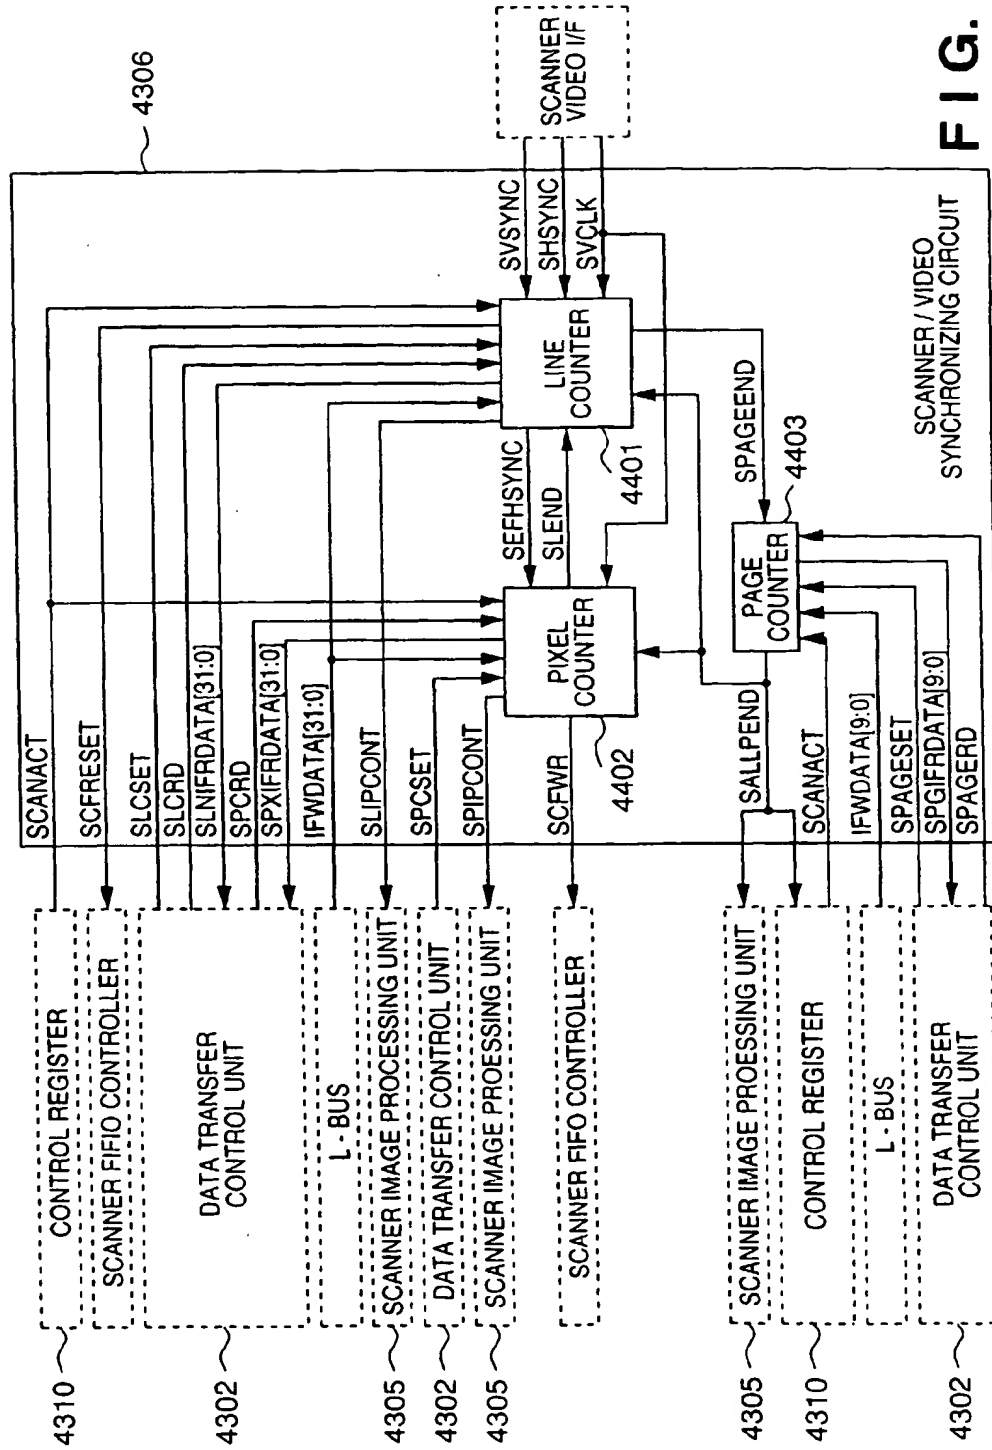 FIG.
4306
SCANNER / VIDEO
SYNCHRONIZING CIRCUIT
SCANNER
VIDEO I/F
SVSYNC
SHSYNC
SVCLK
LINE
COUNTER
4401
SEFHSYNC
SLEND
PIXEL
COUNTER
4402
SPAGEEND
PAGE
COUNTER
4403
SCANACT
SCFRESET
SLCSET
SLCRD
SLNIFRDATA[31:0]
SPCRD
SPXIFRDATA[31:0]
IFWDATA[31:0]
SLIPCONT
SPCSET
SPIPCONT
SCFWR
SALLPEND
SCANACT
IFWDATA[9:0]
SPAGESET
SPGIFRDATA[9:0]
SPAGERD
4310
CONTROL REGISTER
SCANNER FIFIO CONTROLLER
4302
DATA TRANSFER
CONTROL UNIT
L - BUS
4305
SCANNER IMAGE PROCESSING UNIT
4302
DATA TRANSFER CONTROL UNIT
4305
SCANNER IMAGE PROESSING UNIT
SCANNER FIFO CONTROLLER
4305
SCANNER IMAGE PROESSING UNIT
4310
CONTROL REGISTER
L - BUS
4302
DATA TRANSFER
CONTROL UNIT